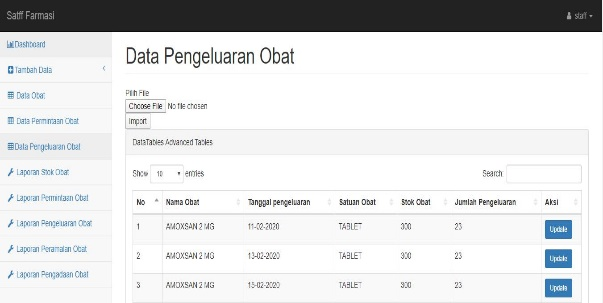 Satff Farmasi
staff
Dashboard
Tambah Data
Data Obat
Data Permintaan Obat
Data Pengeluaran Obat
Laporan Stok Obat
Laporan Permintaan Obat
Laporan Pengeluaran Obat
Laporan Peramalan Obat
Laporan Pengadaan Obat
Data Pengeluaran Obat
Pilih File
Choose File No file chosen
Import
DataTables Advanced Tables
Show 10 entries Search:
No Nama Obat Tanggal pengeluaran Satuan Obat Stok Obat Jumlah Pengeluaran Aksi
1 AMOXSAN 2 MG 11-02-2020 TABLET 300 23 Update
2 AMOXSAN 2 MG 13-02-2020 TABLET 300 23 Update
3 AMOXSAN 2 MG 15-02-2020 TABLET 300 23 Update